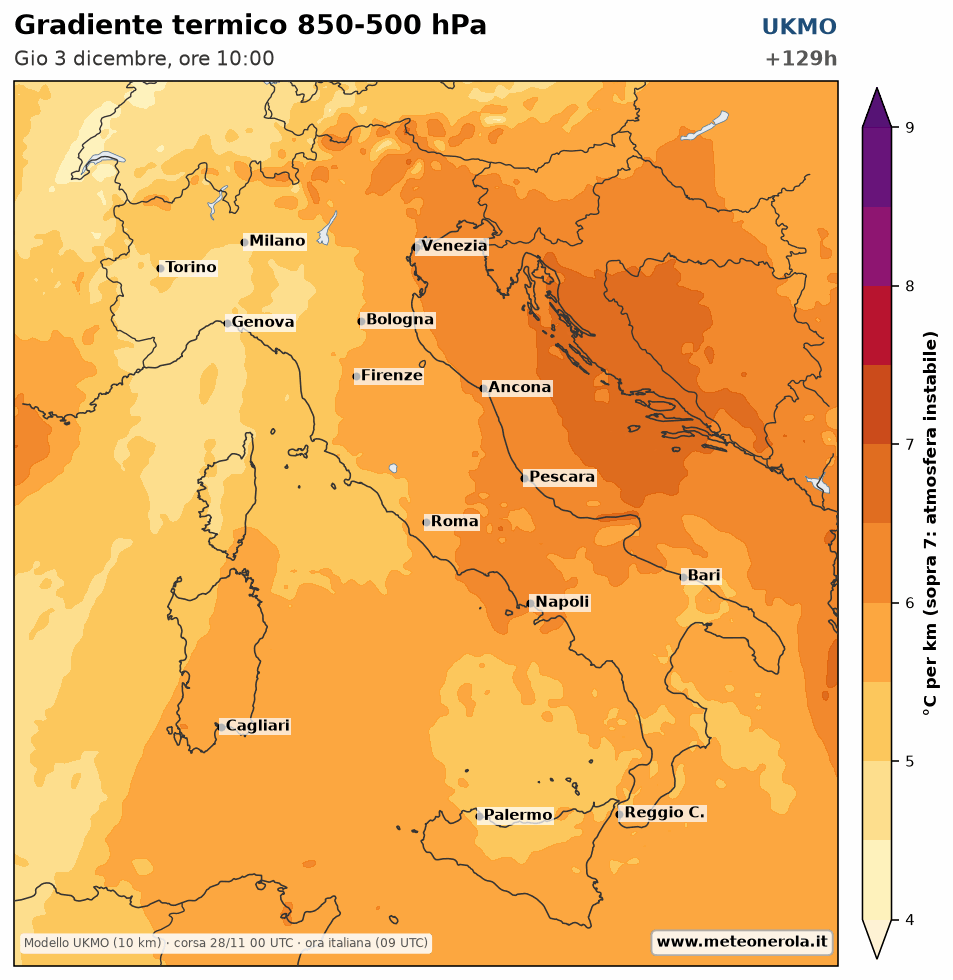 Gradiente termico 850-500 hPa
UKMO
Gio 3 dicembre, ore 10:00
+129h
9
8
7
6
5
4
°C per km (sopra 7: atmosfera instabile)
Milano
Venezia
Torino
Genova
Bologna
Firenze
Ancona
Pescara
Roma
Bari
Napoli
Cagliari
Palermo
Reggio C.
Modello UKMO (10 km) · corsa 28/11 00 UTC · ora italiana (09 UTC)
www.meteonerola.it